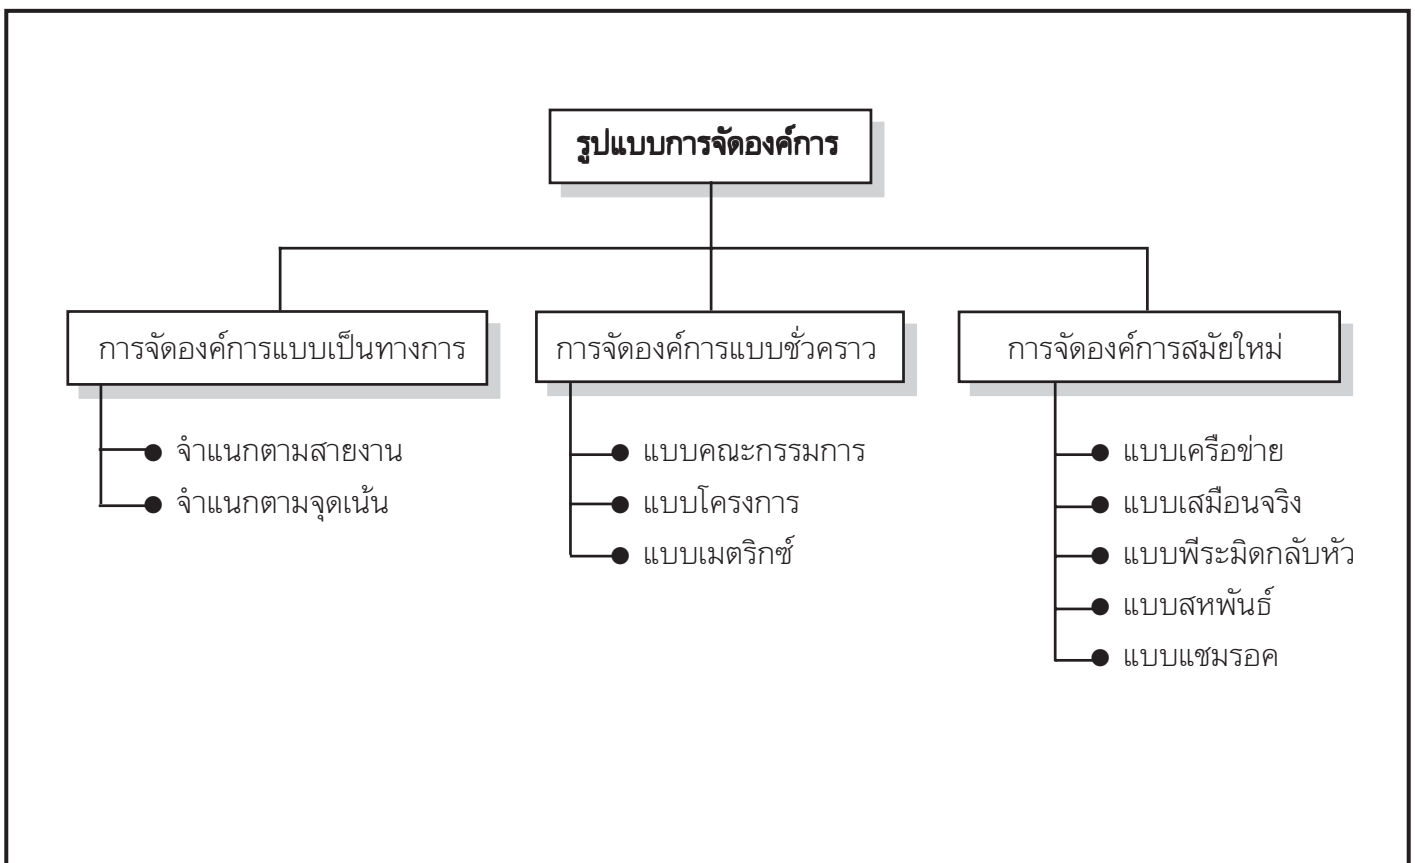 รูปแบบการจัดองค์การ
การจัดองค์การแบบเป็นทางการ
จำแนกตามสายงาน
จำแนกตามจุดเน้น
การจัดองค์การแบบชั่วคราว
แบบคณะกรรมการ
แบบโครงการ
แบบเมตริกซ์
การจัดองค์การสมัยใหม่
แบบเครือข่าย
แบบเสมือนจริง
แบบพีระมิดกลับหัว
แบบสหพันธ์
แบบแชมรอค